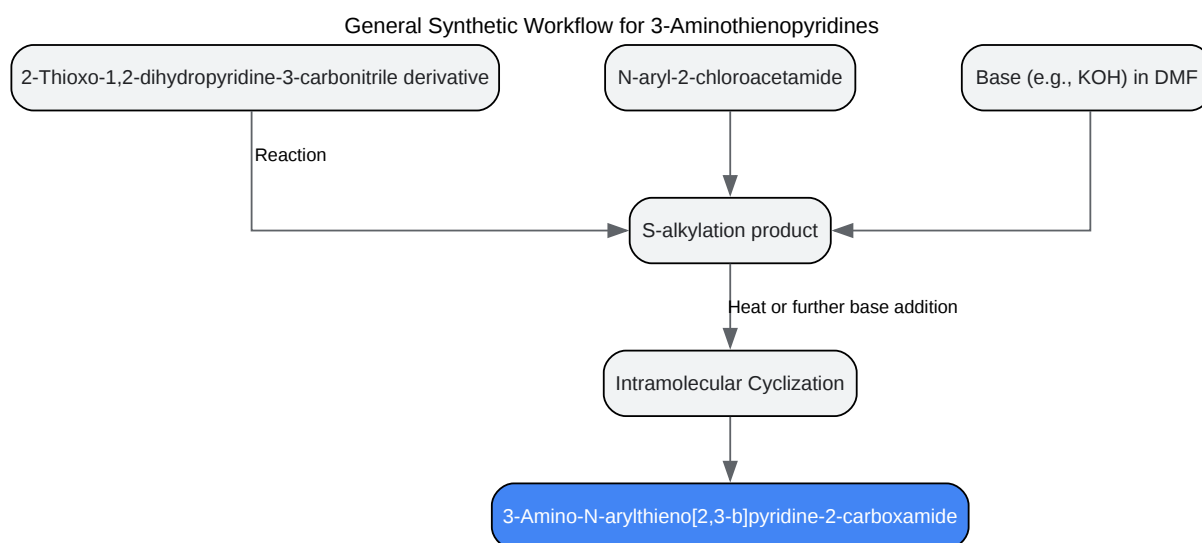 General Synthetic Workflow for 3-Aminothienopyridines
2-Thioxo-1,2-dihydropyridine-3-carbonitrile derivative
N-aryl-2-chloroacetamide
Base (e.g., KOH) in DMF
Reaction
S-alkylation product
Heat or further base addition
Intramolecular Cyclization
3-Amino-N-arylthieno[2,3-b]pyridine-2-carboxamide